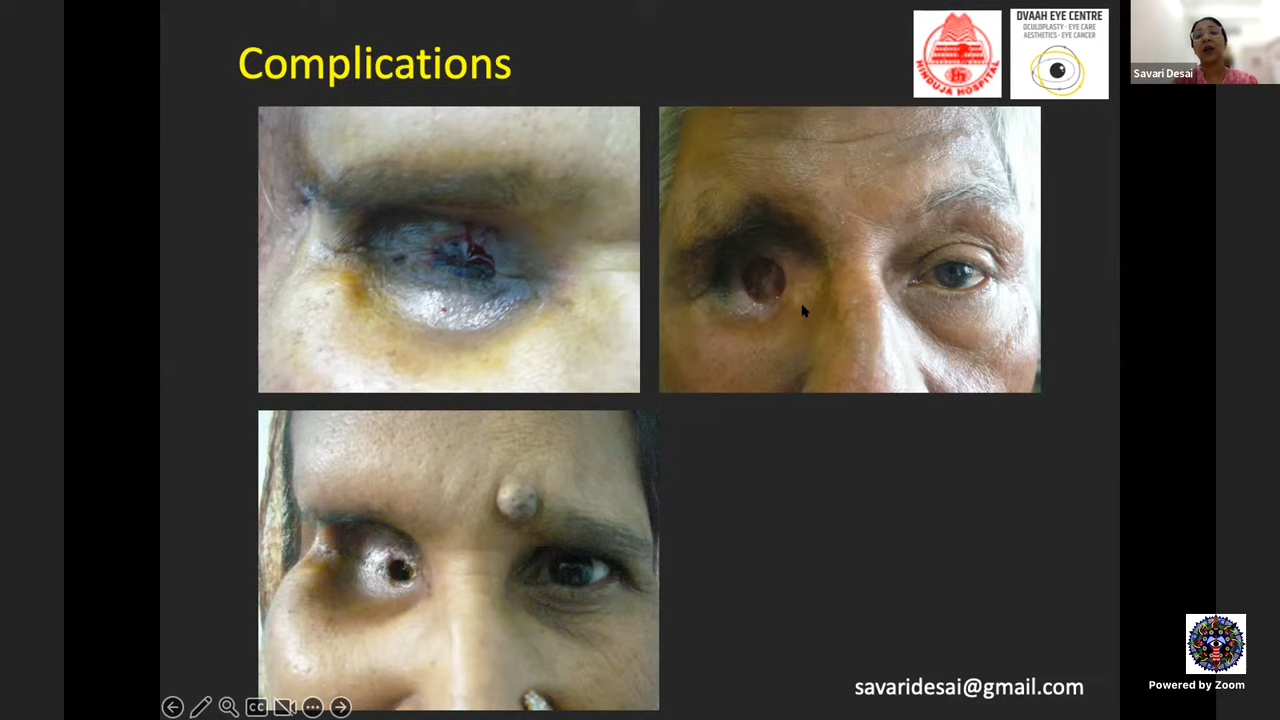 Complications
HINDUJA HOSPITAL
DVAAH EYE CENTRE
OCULOPLASTY · EYE CARE
AESTHETICS · EYE CANCER
Savari Desai
savaridesai@gmail.com
CC
Powered by Zoom